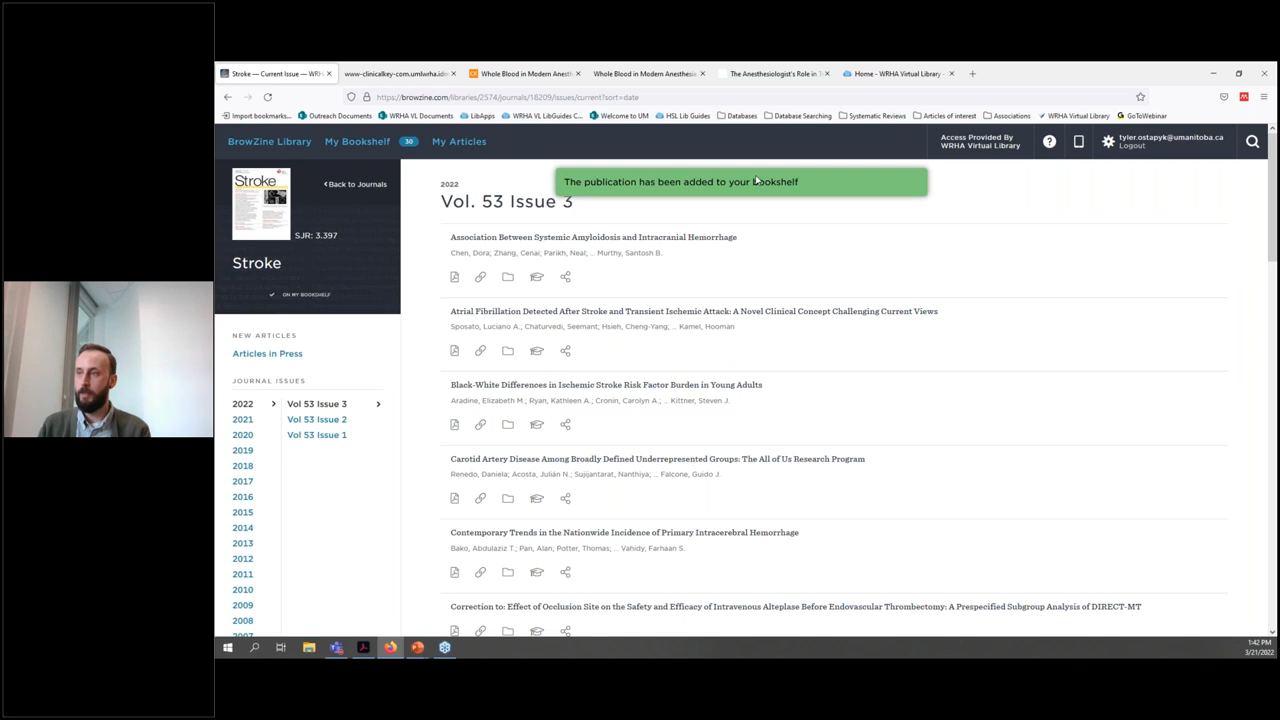 Stroke — Current Issue — WRH
www-clinicalkey-com.umlwrha.idm
Whole Blood in Modern Anesthe
Whole Blood in Modern Anesthesio
The Anesthesiologist's Role in T
Home - WRHA Virtual Library -
https://browzine.com/libraries/2574/journals/18209/issues/current?sort=date
Import bookmarks...
Outreach Documents
WRHA VL Documents
LibApps
WRHA VL LibGuides C...
Welcome to UM
HSL Lib Guides
Databases
Database Searching
Systematic Reviews
Articles of interest
Associations
WRHA Virtual Library
GoToWebinar
BrowZine Library
My Bookshelf 30
My Articles
Access Provided By
WRHA Virtual Library
tyler.ostapyk@umanitoba.ca
Logout
Stroke
Back to Journals
SJR: 3.397
Stroke
ON MY BOOKSHELF
NEW ARTICLES
Articles in Press
JOURNAL ISSUES
2022
2021
2020
2019
2018
2017
2016
2015
2014
2013
2012
2011
2010
2009
2008
2007
Vol 53 Issue 3
Vol 53 Issue 2
Vol 53 Issue 1
The publication has been added to your bookshelf
2022
Vol. 53 Issue 3
Association Between Systemic Amyloidosis and Intracranial Hemorrhage
Chen, Dora; Zhang, Cenai; Parikh, Neal; ... Murthy, Santosh B.
Atrial Fibrillation Detected After Stroke and Transient Ischemic Attack: A Novel Clinical Concept Challenging Current Views
Sposato, Luciano A.; Chaturvedi, Seemant; Hsieh, Cheng-Yang; ... Kamel, Hooman
Black-White Differences in Ischemic Stroke Risk Factor Burden in Young Adults
Aradine, Elizabeth M.; Ryan, Kathleen A.; Cronin, Carolyn A.; ... Kittner, Steven J.
Carotid Artery Disease Among Broadly Defined Underrepresented Groups: The All of Us Research Program
Renedo, Daniela; Acosta, Julián N.; Sujijantarat, Nanthiya; ... Falcone, Guido J.
Contemporary Trends in the Nationwide Incidence of Primary Intracerebral Hemorrhage
Bako, Abdulaziz T.; Pan, Alan; Potter, Thomas; ... Vahidy, Farhaan S.
Correction to: Effect of Occlusion Site on the Safety and Efficacy of Intravenous Alteplase Before Endovascular Thrombectomy: A Prespecified Subgroup Analysis of DIRECT-MT
1:42 PM
3/21/2022